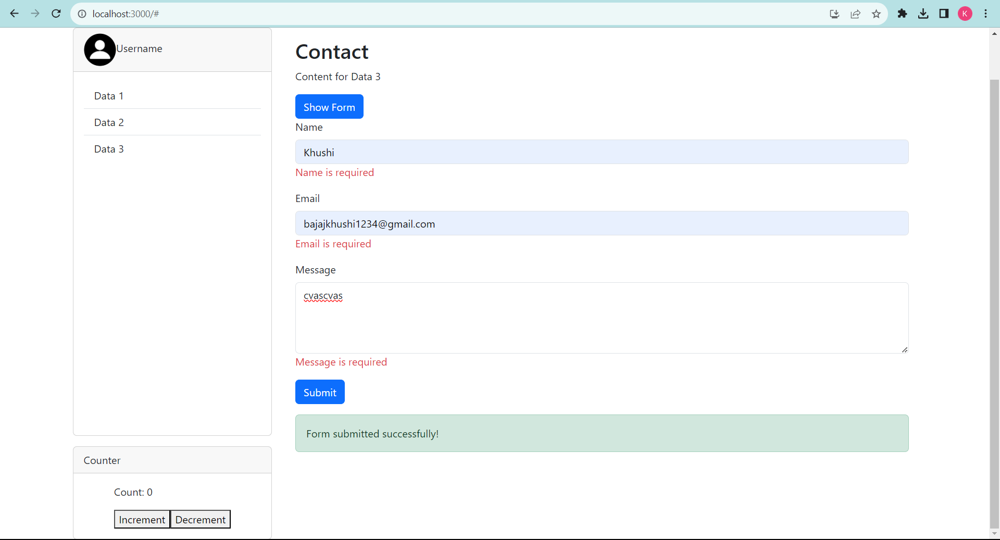 localhost:3000/#
K
Username
Data 1
Data 2
Data 3
Contact
Content for Data 3
Show Form
Name
Khushi
Name is required
Email
bajajkhushi1234@gmail.com
Email is required
Message
cvascvas
Message is required
Submit
Form submitted successfully!
Counter
Count: 0
Increment Decrement